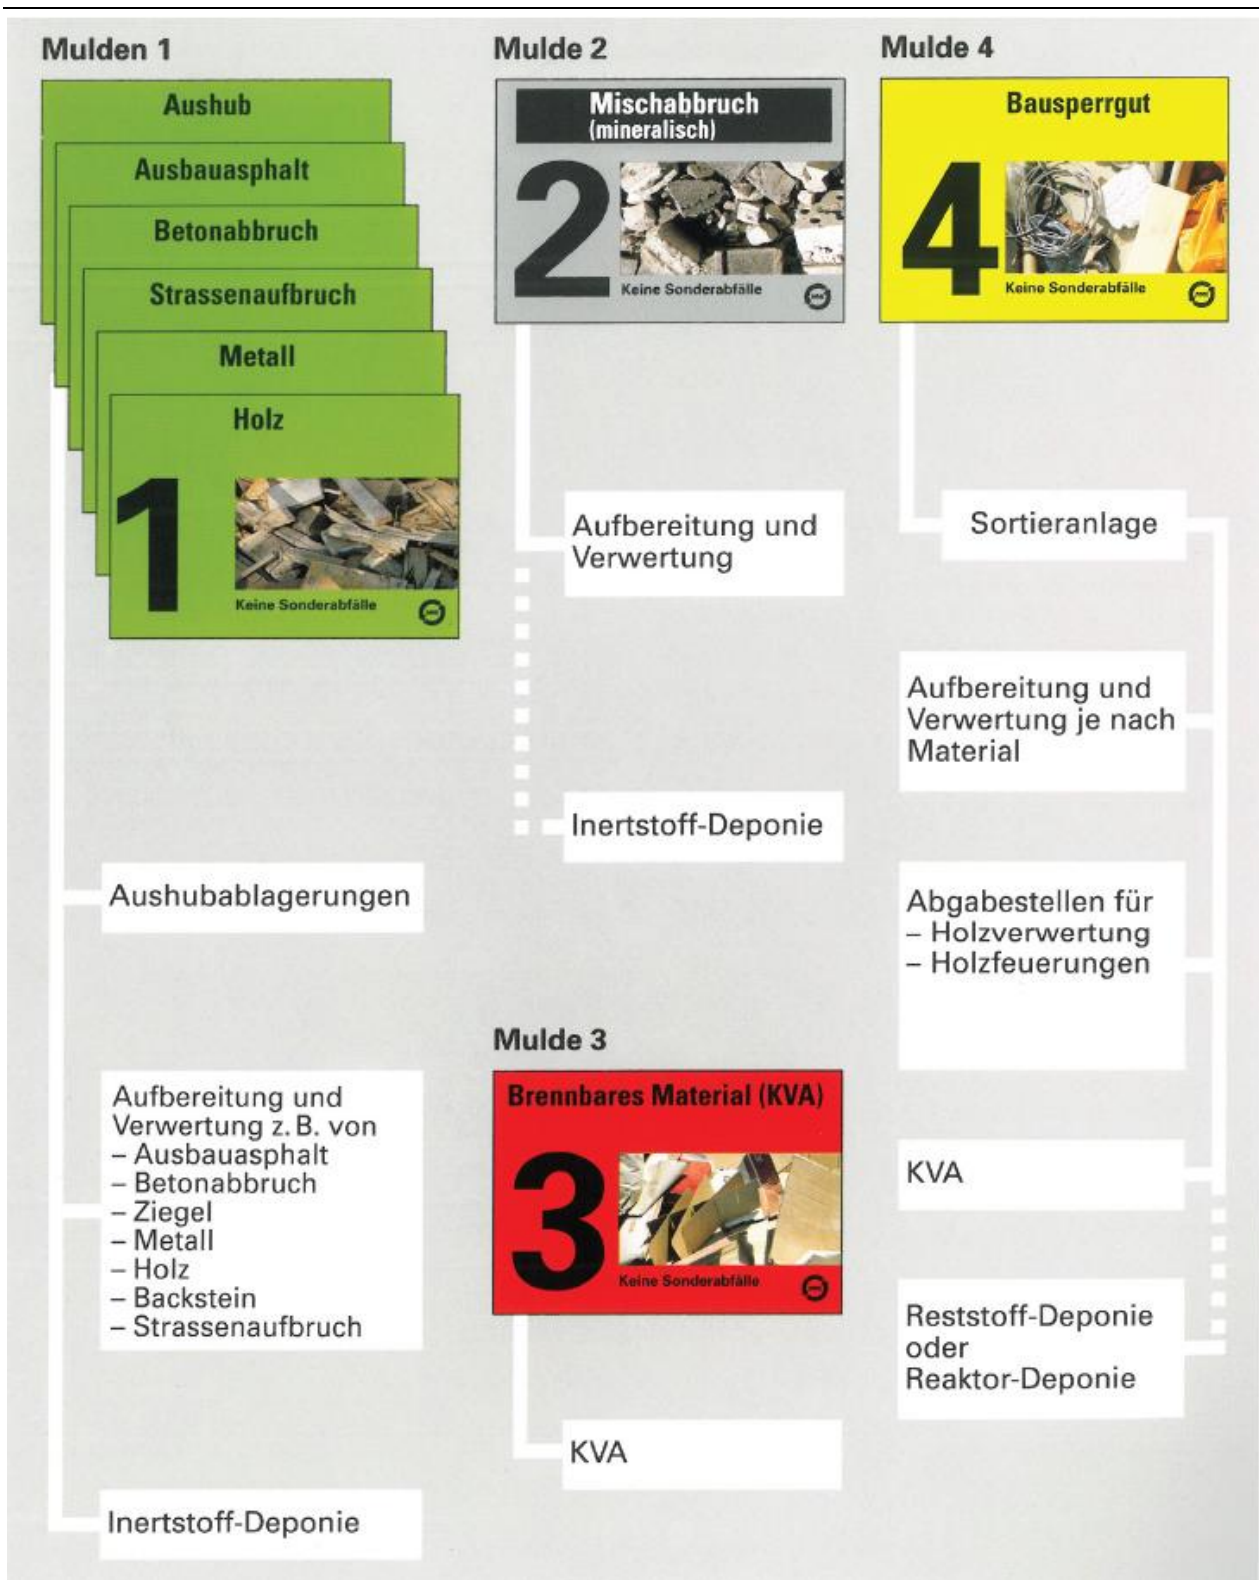 Mulden 1
Aushub
Ausbauasphalt
Betonabbruch
Strassenaufbruch
Metall
Holz
1
Keine Sonderabfälle
Aushubablagerungen
Aufbereitung und
Verwertung z. B. von
– Ausbauasphalt
– Betonabbruch
– Ziegel
– Metall
– Holz
– Backstein
– Strassenaufbruch
Inertstoff-Deponie
Mulde 2
Mischabbruch
(mineralisch)
2
Keine Sonderabfälle
Aufbereitung und
Verwertung
Inertstoff-Deponie
Mulde 3
Brennbares Material (KVA)
3
Keine Sonderabfälle
KVA
Mulde 4
Bausperrgut
4
Keine Sonderabfälle
Sortieranlage
Aufbereitung und
Verwertung je nach
Material
Abgabestellen für
– Holzverwertung
– Holzfeuerungen
KVA
Reststoff-Deponie
oder
Reaktor-Deponie